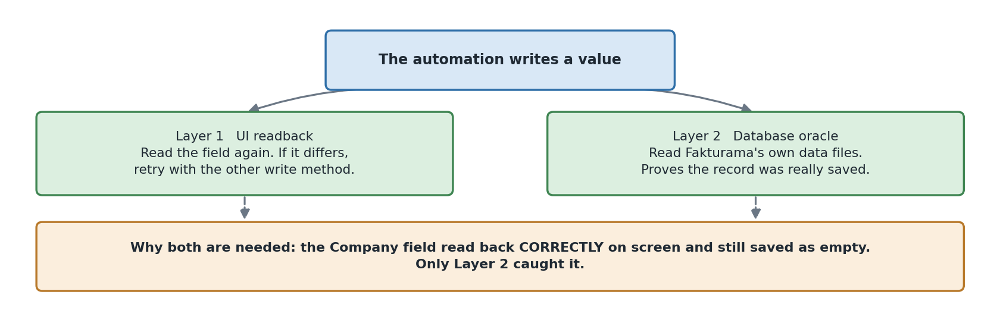 The automation writes a value
Layer 1   UI readback
Read the field again. If it differs,
retry with the other write method.
Layer 2   Database oracle
Read Fakturama's own data files.
Proves the record was really saved.
Why both are needed: the Company field read back CORRECTLY on screen and still saved as empty.
Only Layer 2 caught it.